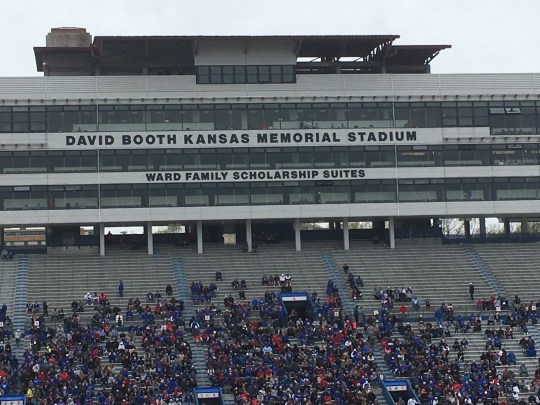 DAVID BOOTH KANSAS MEMORIAL STADIUM
WARD FAMILY SCHOLARSHIP SUITES